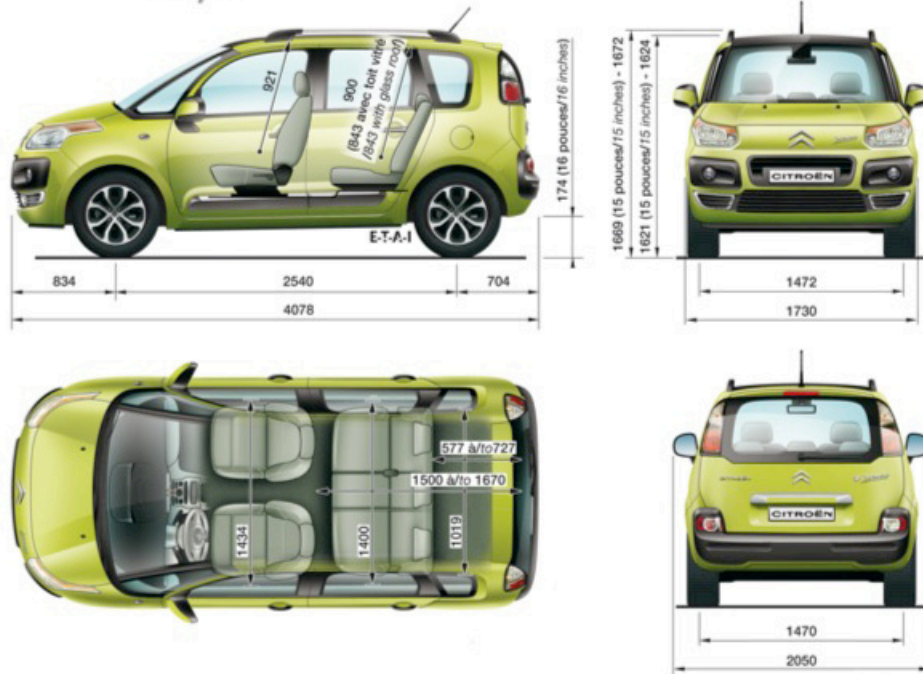 921
900
(843 avec toit vitré
/843 with glass roof)
174 (16 pouces/16 inches)
1669 (15 pouces/15 inches) - 1672
1621 (15 pouces/15 inches) - 1624
E-T-A-I
CITROËN
834
2540
704
4078
1472
1730
577 à/to727
1500 à/to 1670
1434
1400
1019
CITROËN
CITROËN
1470
2050